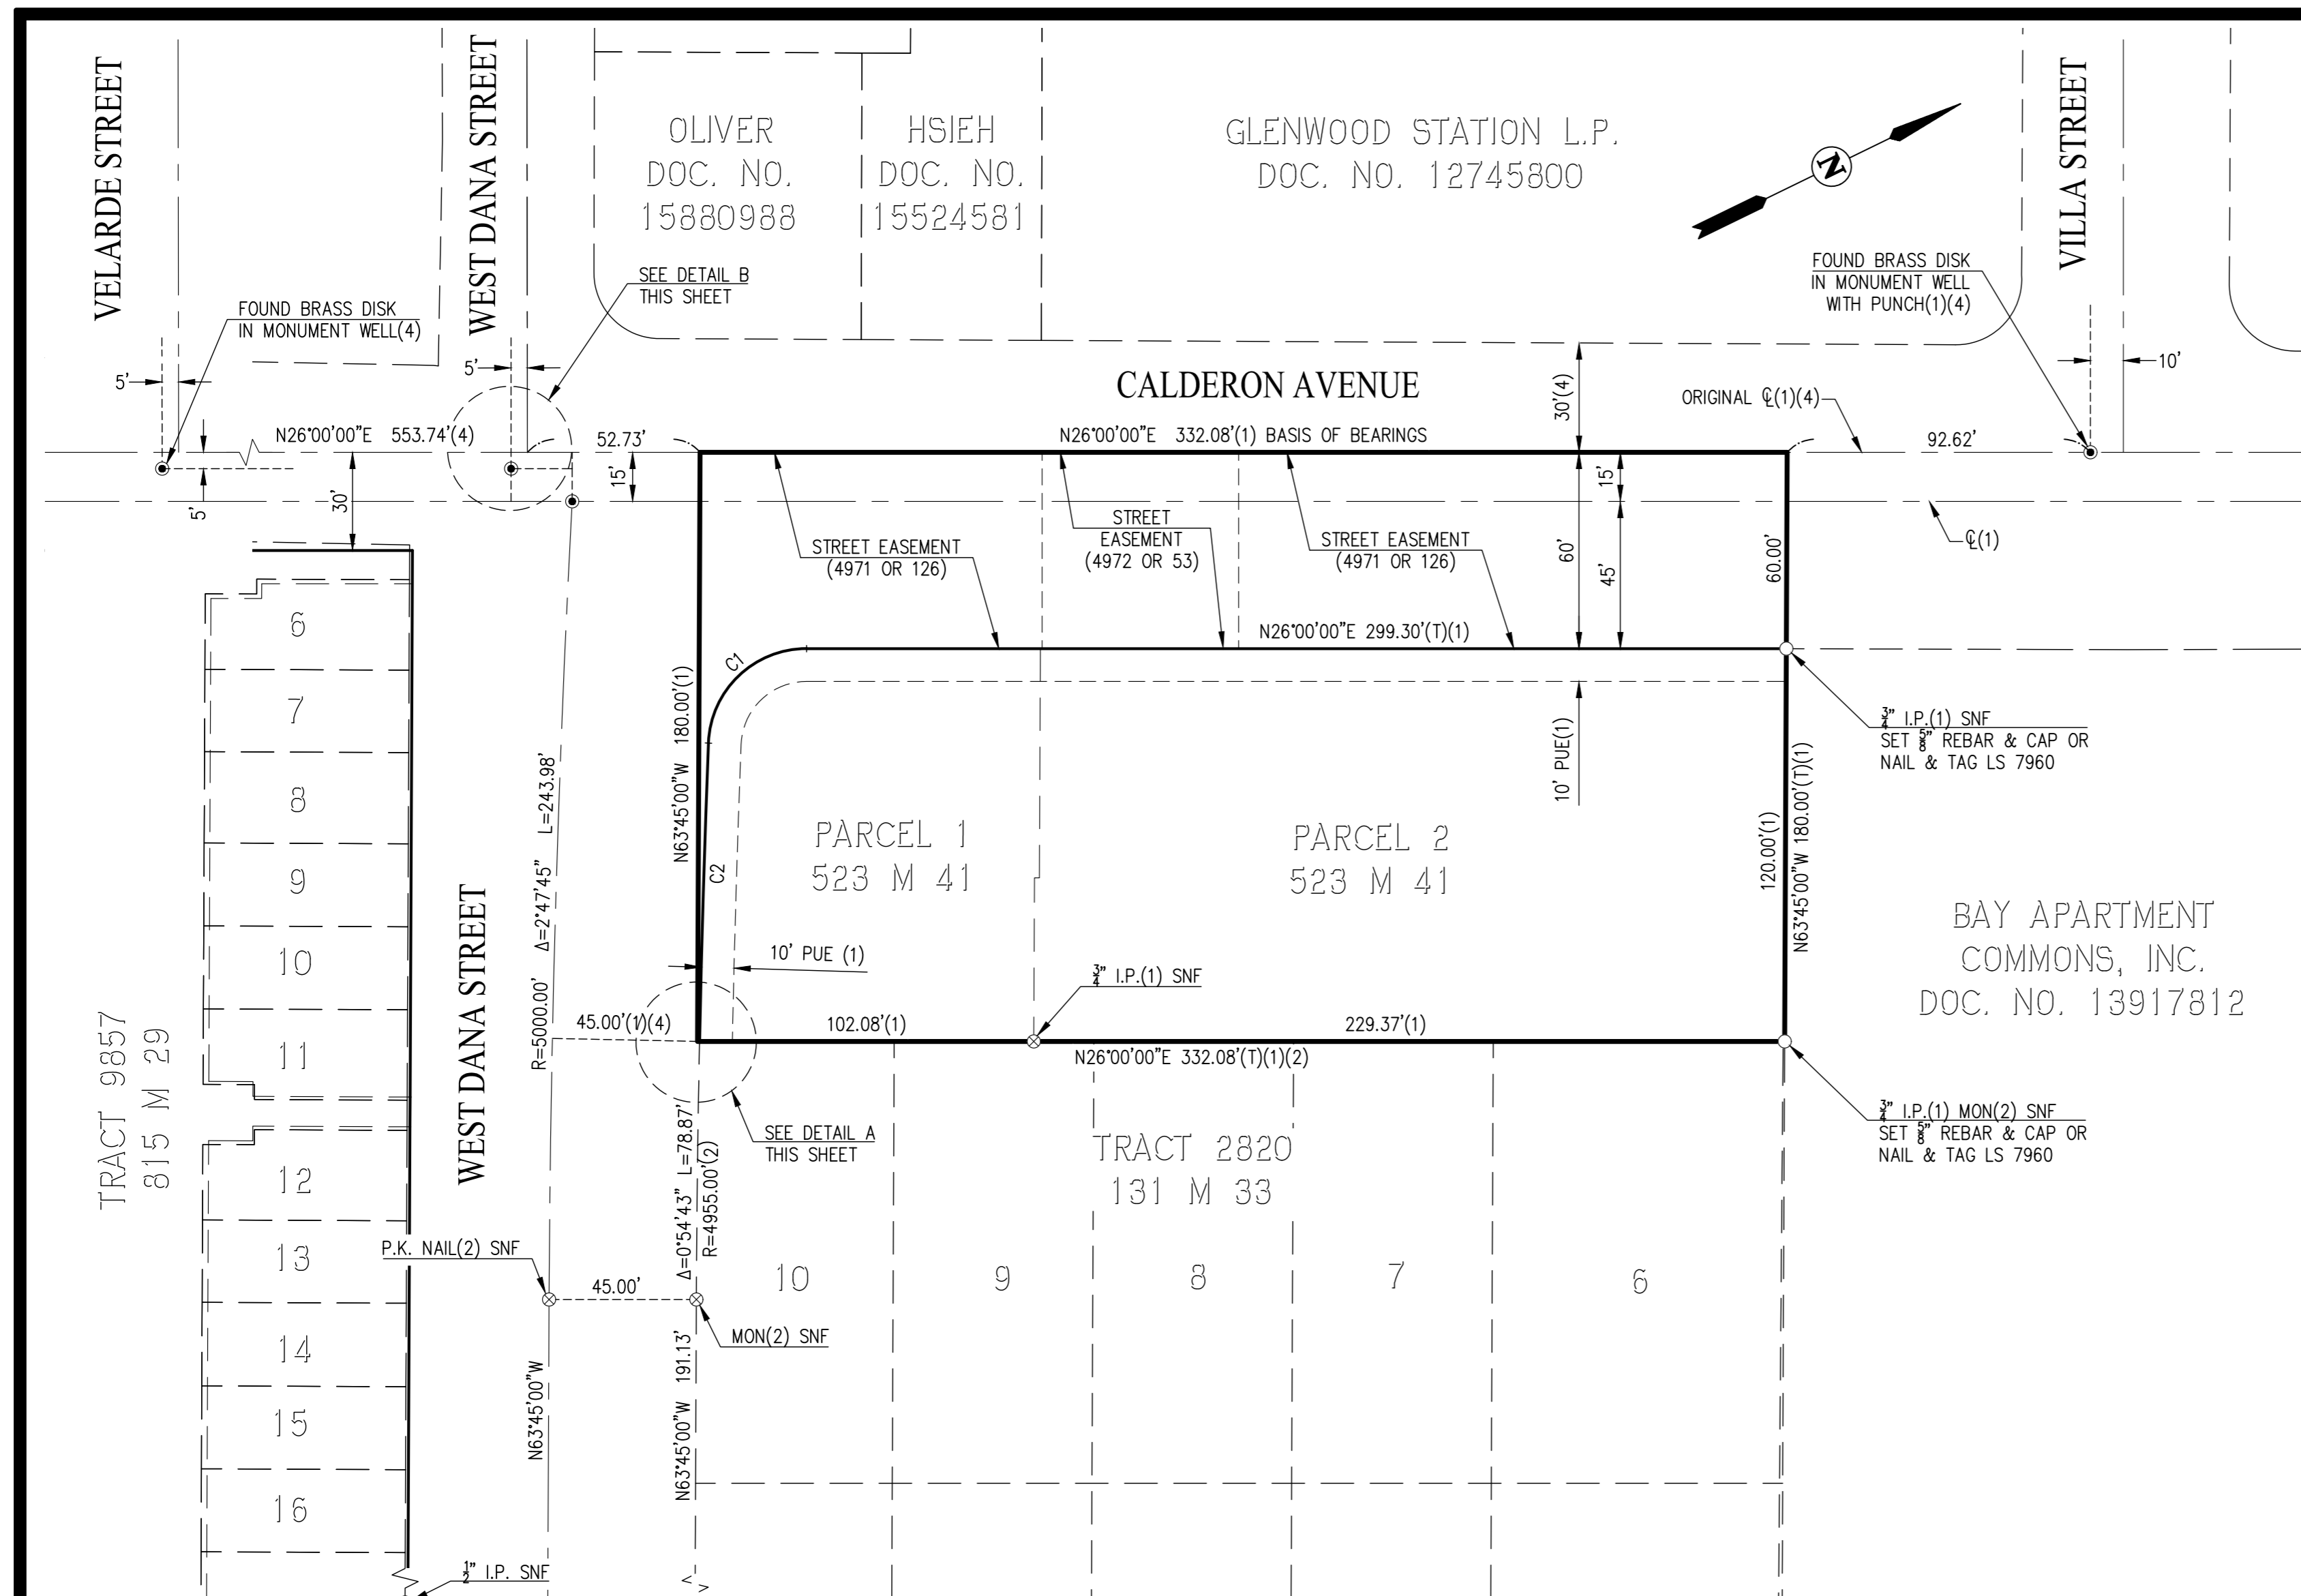 VELARDE STREET
WEST DANA STREET
OLIVER
DOC. NO.
15880988
HSIEH
DOC. NO.
15524581
GLENWOOD STATION L.P.
DOC. NO. 12745800
N
VILLA STREET
SEE DETAIL B
THIS SHEET
FOUND BRASS DISK
IN MONUMENT WELL(4)
FOUND BRASS DISK
IN MONUMENT WELL
WITH PUNCH(1)(4)
5'
5'
10'
CALDERON AVENUE
30'(4)
ORIGINAL ℄(1)(4)
N26°00'00"E 553.74'(4)
52.73'
N26°00'00"E 332.08'(1) BASIS OF BEARINGS
92.62'
5'
30'
15'
15'
STREET EASEMENT
(4971 OR 126)
STREET
EASEMENT
(4972 OR 53)
STREET EASEMENT
(4971 OR 126)
60'
45'
60.00'
℄(1)
N26°00'00"E 299.30'(T)(1)
C1
C2
6
7
8
9
10
11
12
13
14
15
16
TRACT 9857
815 M 29
WEST DANA STREET
R=5000.00' Δ=2°47'45" L=243.98'
N63°45'00"W 180.00'(1)
10' PUE(1)
3/4" I.P.(1) SNF
SET 5/8" REBAR & CAP OR
NAIL & TAG LS 7960
PARCEL 1
523 M 41
PARCEL 2
523 M 41
120.00'(1)
N63°45'00"W 180.00'(T)(1)
BAY APARTMENT
COMMONS, INC.
DOC. NO. 13917812
10' PUE (1)
3/4" I.P.(1) SNF
45.00'(1)(4)
102.08'(1)
229.37'(1)
N26°00'00"E 332.08'(T)(1)(2)
SEE DETAIL A
THIS SHEET
3/4" I.P.(1) MON(2) SNF
SET 5/8" REBAR & CAP OR
NAIL & TAG LS 7960
TRACT 2820
131 M 33
Δ=0°54'43" L=78.87'
R=4955.00'(2)
P.K. NAIL(2) SNF
45.00'
MON(2) SNF
10
9
8
7
6
N63°45'00"W
N63°45'00"W 191.13'
1/2" I.P. SNF